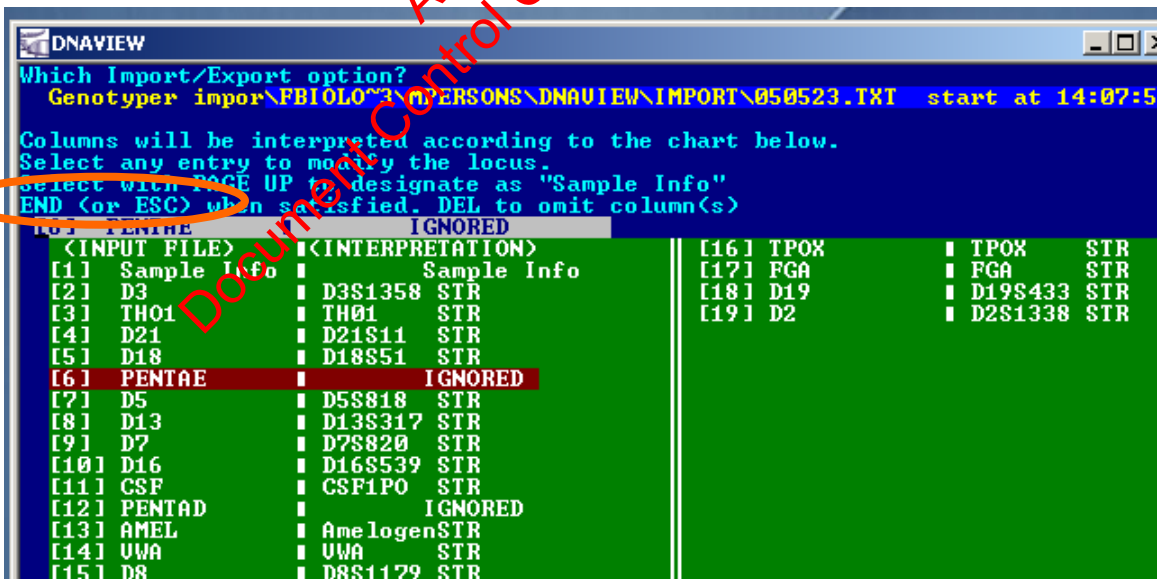 DNAVIEW
Which Import/Export option?
Genotyper impor\FBIOLO~3\MPERSONS\DNAVIEW\IMPORT\050523.TXT start at 14:07:5
Columns will be interpreted according to the chart below.
Select any entry to modify the locus.
Select with PAGE UP to designate as "Sample Info"
END (or ESC) when satisfied. DEL to omit column(s)
[6] PENTAE IGNORED
(INPUT FILE) (INTERPRETATION)
[1] Sample Info Sample Info
[2] D3 D3S1358 STR
[3] THO1 TH01 STR
[4] D21 D21S11 STR
[5] D18 D18S51 STR
[6] PENTAE IGNORED
[7] D5 D5S818 STR
[8] D13 D13S317 STR
[9] D7 D7S820 STR
[10] D16 D16S539 STR
[11] CSF CSF1PO STR
[12] PENTAD IGNORED
[13] AMEL AmelogenSTR
[14] VWA VWA STR
[15] D8 D8S1179 STR
[16] TPOX TPOX STR
[17] FGA FGA STR
[18] D19 D19S433 STR
[19] D2 D2S1338 STR
Document Control